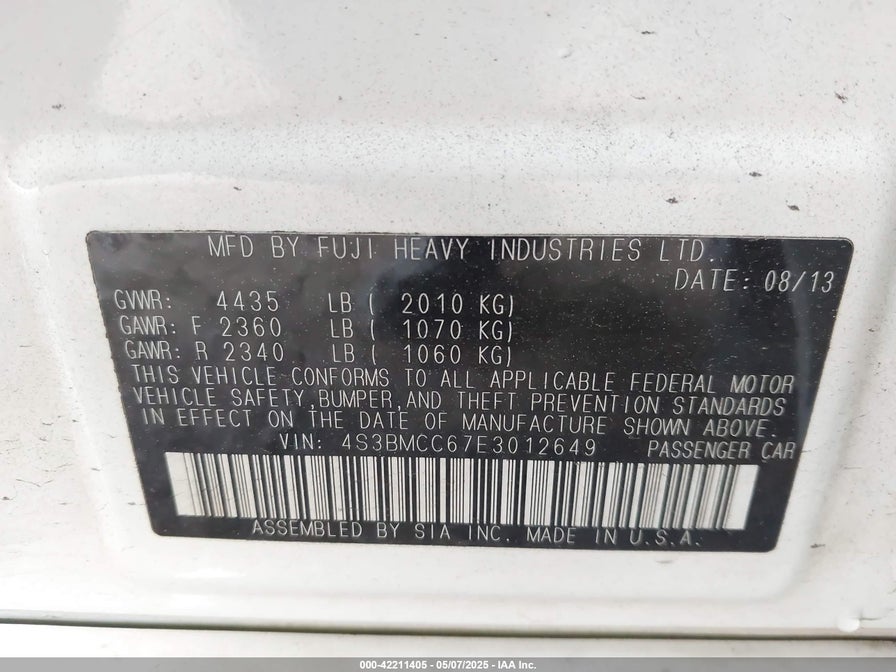 MFD BY FUJI HEAVY INDUSTRIES LTD.
DATE: 08/13
GVWR: 4435 LB ( 2010 KG)
GAWR: F 2360 LB ( 1070 KG)
GAWR: R 2340 LB ( 1060 KG)
THIS VEHICLE CONFORMS TO ALL APPLICABLE FEDERAL MOTOR
VEHICLE SAFETY, BUMPER, AND THEFT PREVENTION STANDARDS
IN EFFECT ON THE DATE OF MANUFACTURE SHOWN ABOVE.
VIN: 4S3BMCC67E3012649 PASSENGER CAR
ASSEMBLED BY SIA INC. MADE IN U.S.A.
000-42211405 | 05/07/2025 - IAA Inc.